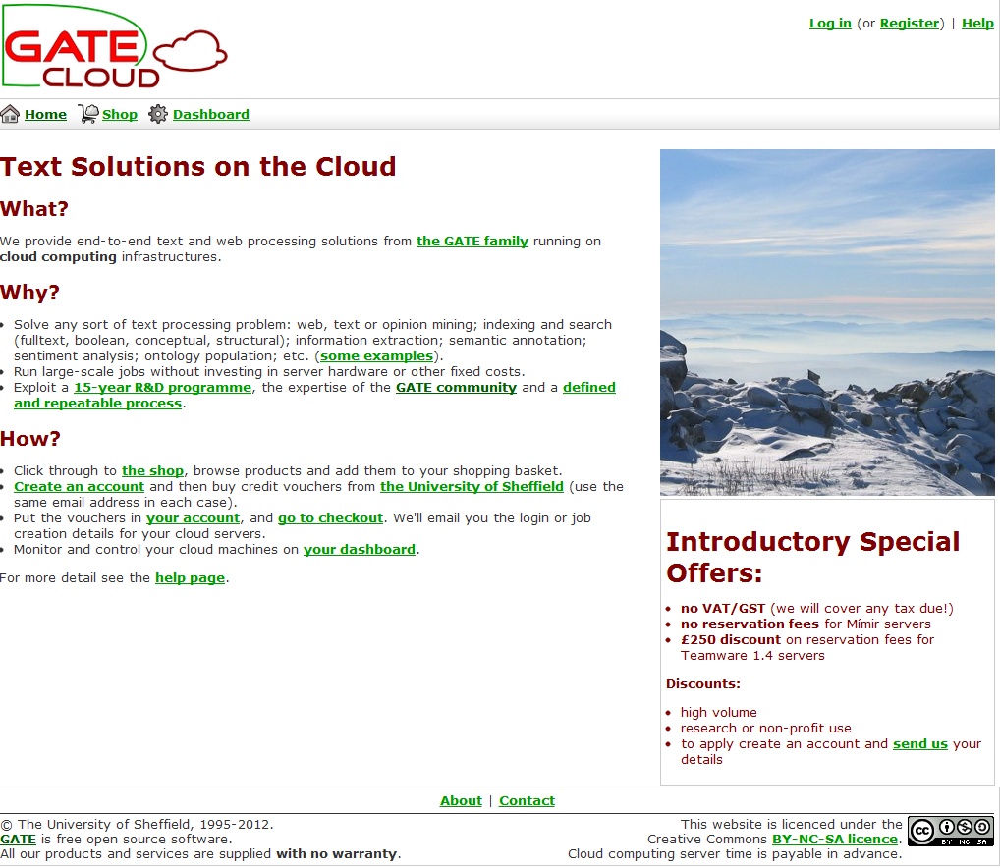 GATE
CLOUD
Log in (or Register) | Help
Home Shop Dashboard
Text Solutions on the Cloud
What?
We provide end-to-end text and web processing solutions from the GATE family running on
cloud computing infrastructures.
Why?
Solve any sort of text processing problem: web, text or opinion mining; indexing and search
(fulltext, boolean, conceptual, structural); information extraction; semantic annotation;
sentiment analysis; ontology population; etc. (some examples).
Run large-scale jobs without investing in server hardware or other fixed costs.
Exploit a 15-year R&D programme, the expertise of the GATE community and a defined
and repeatable process.
How?
Click through to the shop, browse products and add them to your shopping basket.
Create an account and then buy credit vouchers from the University of Sheffield (use the
same email address in each case).
Put the vouchers in your account, and go to checkout. We'll email you the login or job
creation details for your cloud servers.
Monitor and control your cloud machines on your dashboard.
For more detail see the help page.
Introductory Special
Offers:
no VAT/GST (we will cover any tax due!)
no reservation fees for Mímir servers
£250 discount on reservation fees for
Teamware 1.4 servers
Discounts:
high volume
research or non-profit use
to apply create an account and send us your
details
About | Contact
© The University of Sheffield, 1995-2012.
GATE is free open source software.
All our products and services are supplied with no warranty.
This website is licenced under the
Creative Commons BY-NC-SA licence.
Cloud computing server time is payable in advance.
cc
BY NC SA